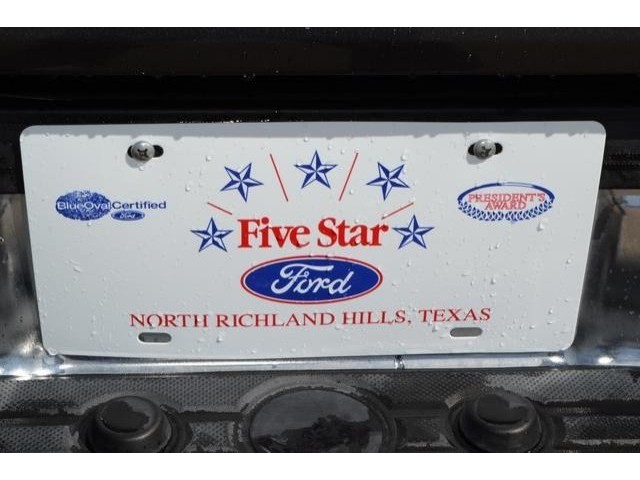 BlueOvalCertified
Ford
PRESIDENT'S
AWARD
Five Star
Ford
NORTH RICHLAND HILLS, TEXAS